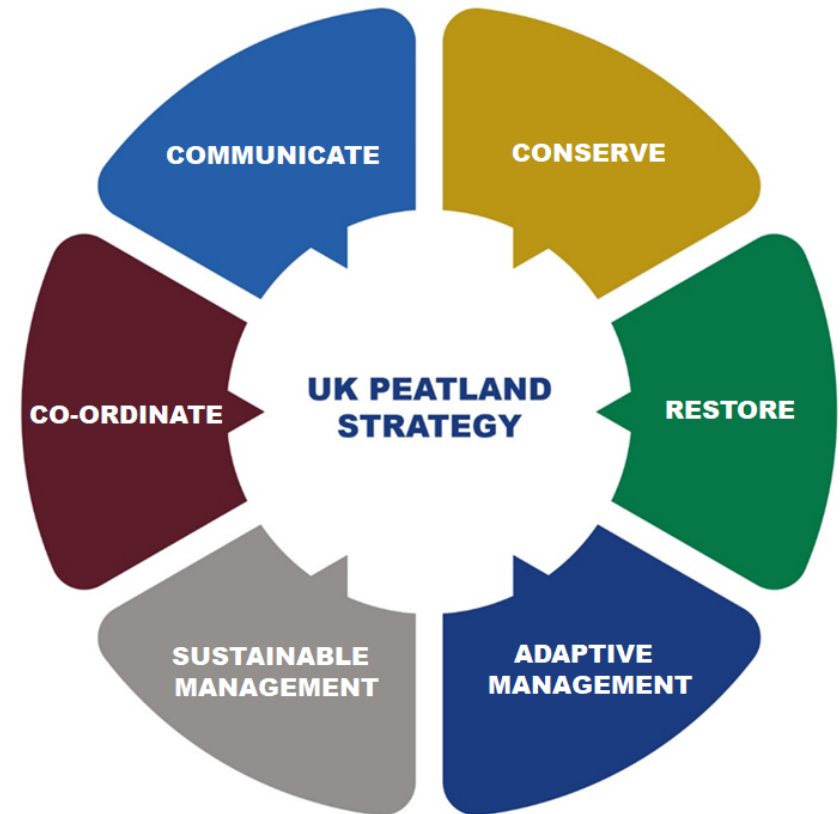 COMMUNICATE
CONSERVE
CO-ORDINATE
UK PEATLAND
STRATEGY
RESTORE
SUSTAINABLE
MANAGEMENT
ADAPTIVE
MANAGEMENT